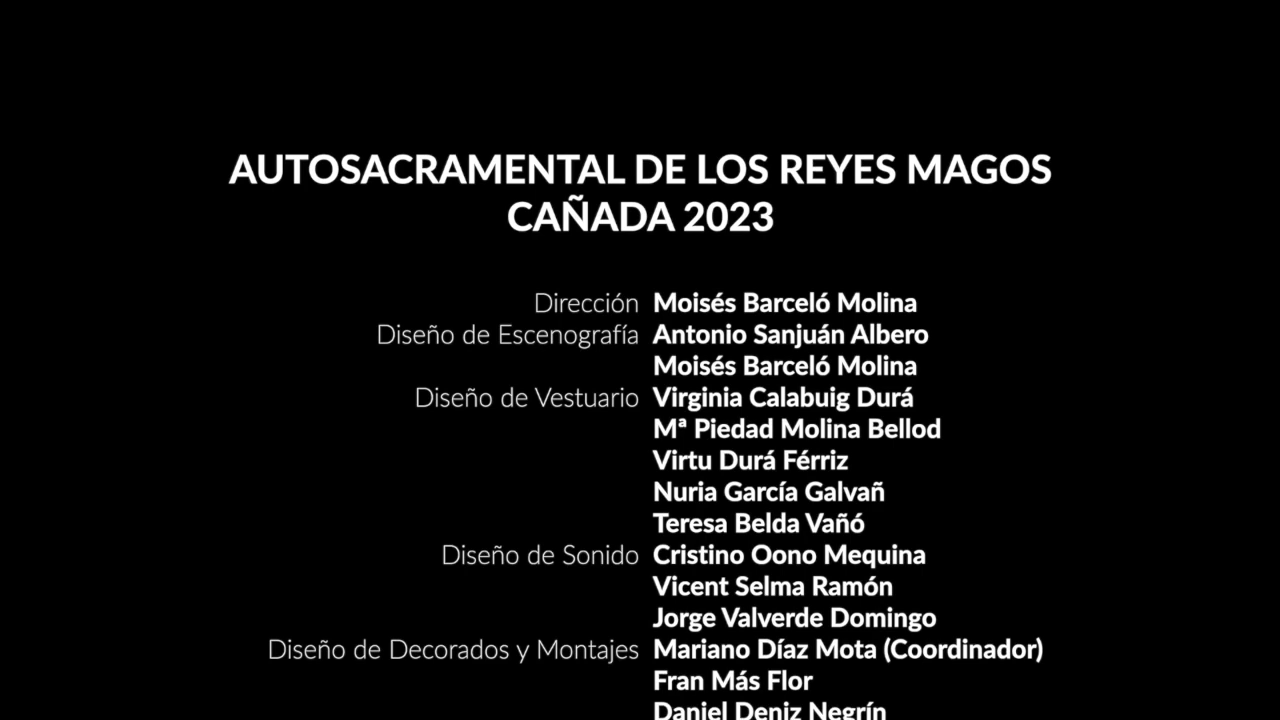 AUTOSACRAMENTAL DE LOS REYES MAGOS
CAÑADA 2023
Dirección Moisés Barceló Molina
Diseño de Escenografía Antonio Sanjuán Albero
Moisés Barceló Molina
Diseño de Vestuario Virginia Calabuig Durá
Mª Piedad Molina Bellod
Virtu Durá Férriz
Nuria García Galvañ
Teresa Belda Vañó
Diseño de Sonido Cristino Oono Mequina
Vicent Selma Ramón
Jorge Valverde Domingo
Diseño de Decorados y Montajes Mariano Díaz Mota (Coordinador)
Fran Más Flor
Daniel Deniz Negrín